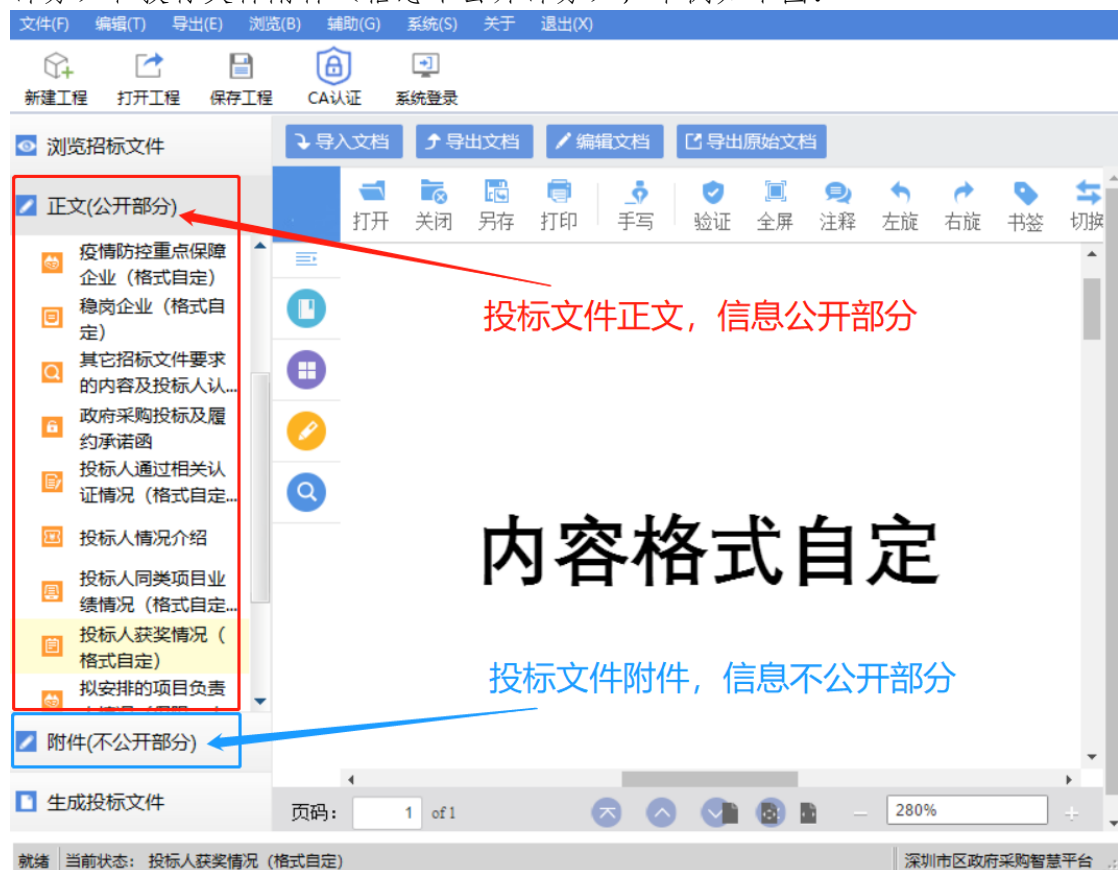 文件(F) 编辑(T) 导出(E) 浏览(B) 辅助(G) 系统(S) 关于 退出(X)
新建工程 打开工程 保存工程 CA认证 系统登录
浏览招标文件
导入文档 导出文档 编辑文档 导出原始文档
正文(公开部分)
打开 关闭 另存 打印 手写 验证 全屏 注释 左旋 右旋 书签 切换
疫情防控重点保障
企业（格式自定）
稳岗企业（格式自
定）
其它招标文件要求
的内容及投标人认...
政府采购投标及履
约承诺函
投标人通过相关认
证情况（格式自定...
投标人情况介绍
投标人同类项目业
绩情况（格式自定...
投标人获奖情况（
格式自定）
拟安排的项目负责
投标文件正文，信息公开部分
内容格式自定
投标文件附件，信息不公开部分
附件(不公开部分)
生成投标文件
页码： 1 of 1 280%
就绪 当前状态：投标人获奖情况（格式自定） 深圳市区政府采购智慧平台